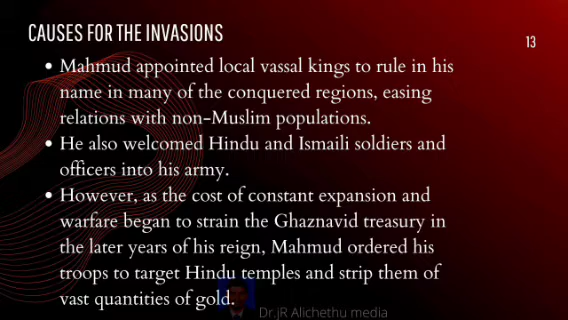 CAUSES FOR THE INVASIONS
13
• Mahmud appointed local vassal kings to rule in his
name in many of the conquered regions, easing
relations with non-Muslim populations.
• He also welcomed Hindu and Ismaili soldiers and
officers into his army.
• However, as the cost of constant expansion and
warfare began to strain the Ghaznavid treasury in
the later years of his reign, Mahmud ordered his
troops to target Hindu temples and strip them of
vast quantities of gold.
Dr.jR Alichethu media